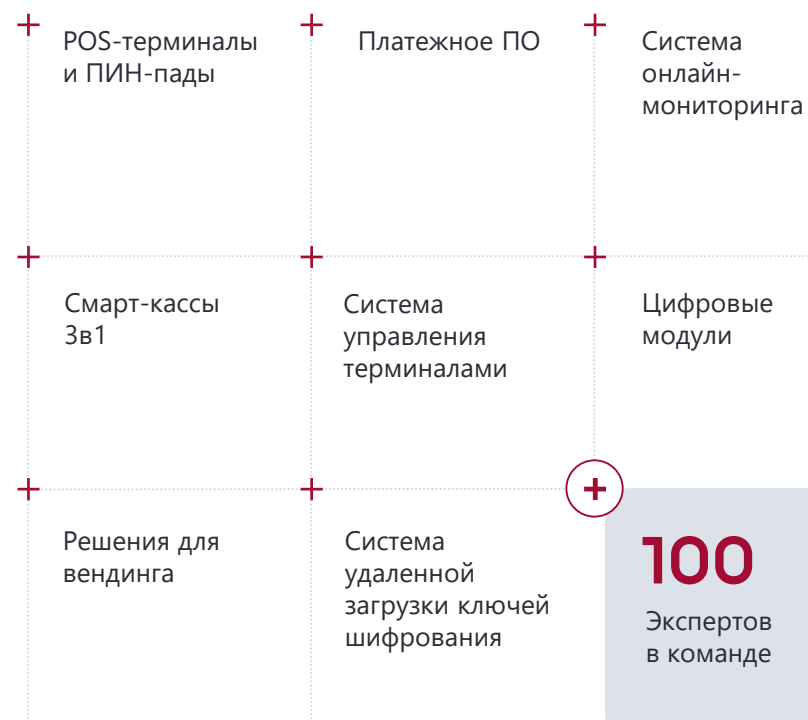 POS-терминалы
и ПИН-пады
Платежное ПО
Система
онлайн-
мониторинга
Смарт-кассы
3в1
Система
управления
терминалами
Цифровые
модули
Решения для
вендинга
Система
удаленной
загрузки ключей
шифрования
100
Экспертов
в команде